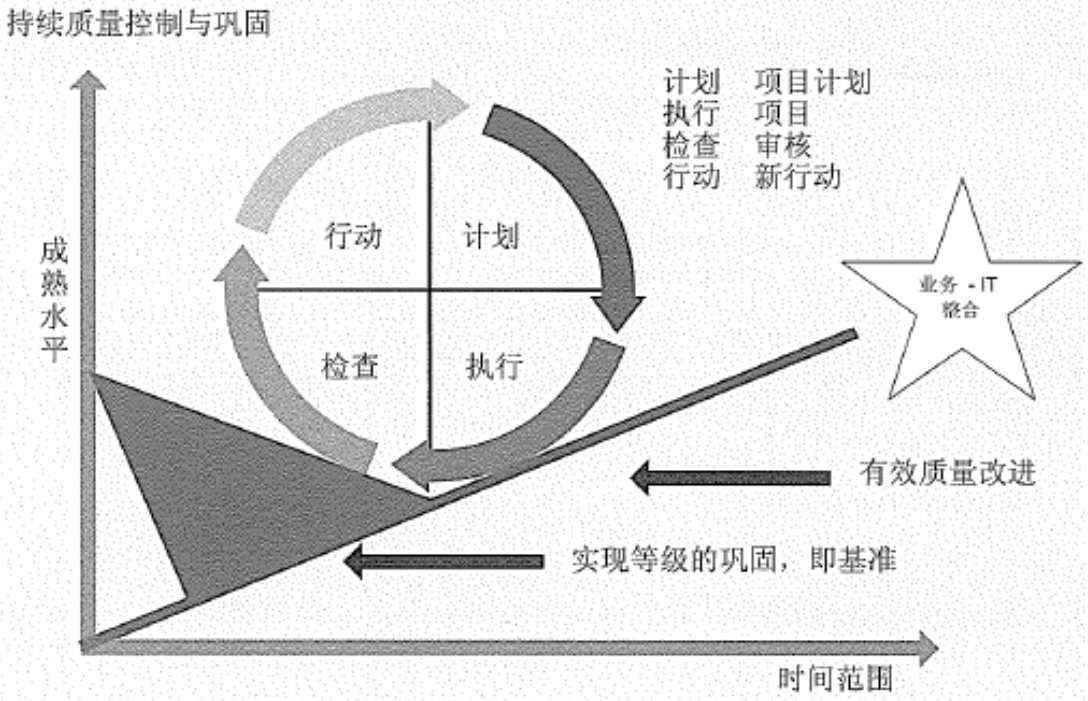 持续质量控制与巩固
计划 项目计划
执行 项目
检查 审核
行动 新行动
成熟水平
行动
计划
检查
执行
业务 - IT
整合
有效质量改进
实现等级的巩固，即基准
时间范围